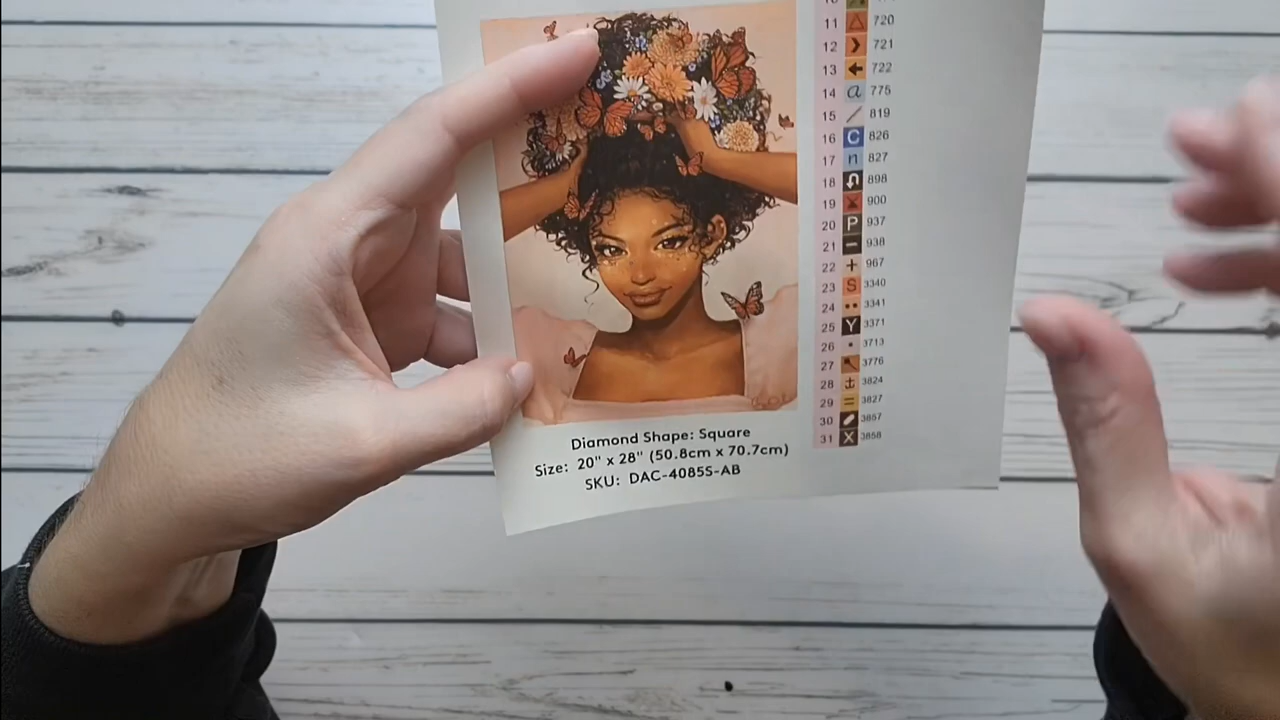 11 720
12 721
13 722
14 a 775
15 819
16 C 826
17 n 827
18 898
19 900
20 P 937
21 938
22 + 967
23 S 3340
24 3341
25 Y 3371
26 3713
27 3776
28 3824
29 = 3827
30 3857
31 X 3858
Diamond Shape: Square
Size: 20" x 28" (50.8cm x 70.7cm)
SKU: DAC-4085S-AB